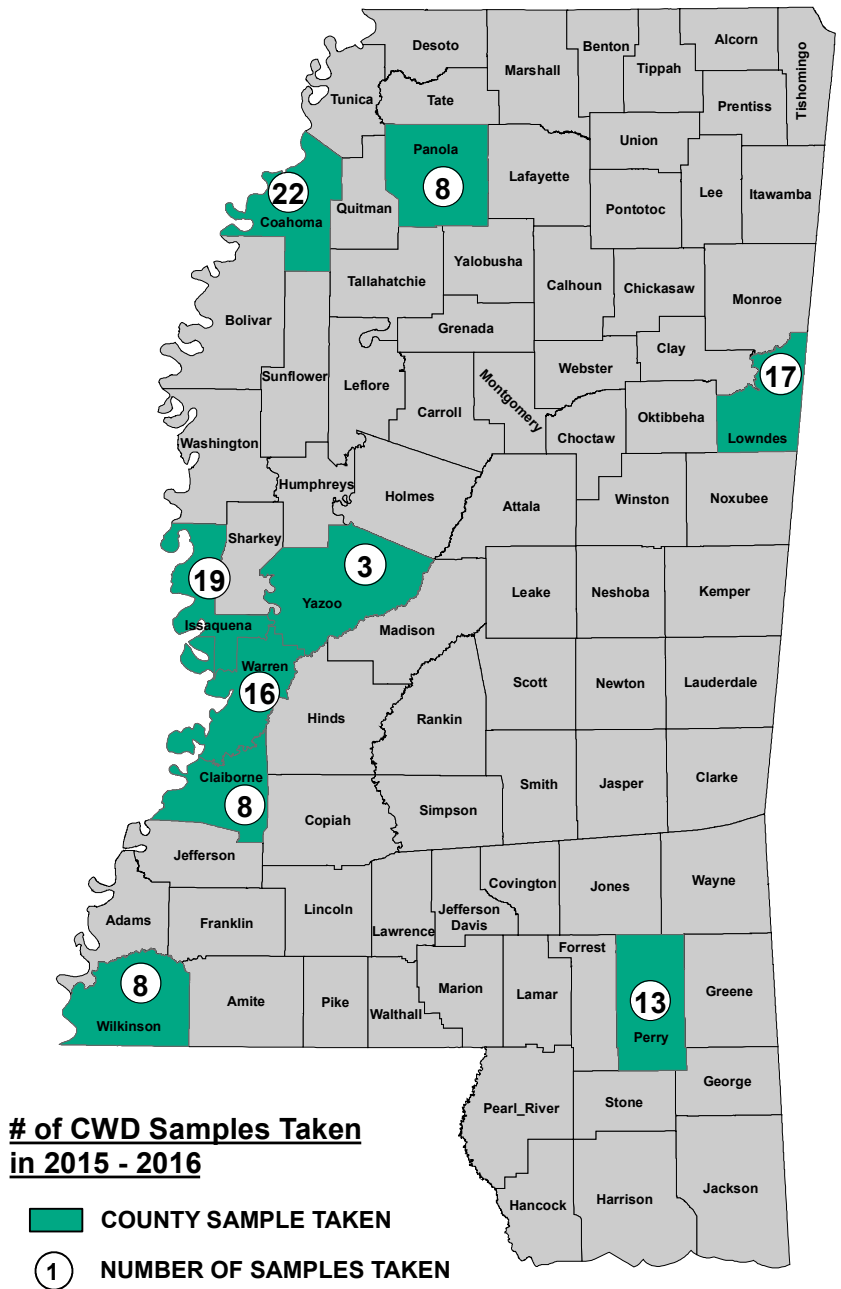 Desoto
Marshall
Benton
Tippah
Alcorn
Tishomingo
Tunica
Tate
Prentiss
Union
Panola
8
Lafayette
22
Coahoma
Quitman
Pontotoc
Lee
Itawamba
Tallahatchie
Yalobusha
Calhoun
Chickasaw
Monroe
Bolivar
Grenada
Clay
Sunflower
Leflore
Webster
17
Montgomery
Carroll
Oktibbeha
Lowndes
Washington
Choctaw
Humphreys
Holmes
Attala
Winston
Noxubee
Sharkey
19
3
Yazoo
Leake
Neshoba
Kemper
Issaquena
Madison
Warren
16
Scott
Newton
Lauderdale
Hinds
Rankin
Claiborne
8
Smith
Jasper
Clarke
Copiah
Simpson
Jefferson
Covington
Jones
Wayne
Adams
Franklin
Lincoln
Lawrence
Jefferson
Davis
Forrest
8
Wilkinson
Amite
Pike
Walthall
Marion
Lamar
13
Perry
Greene
George
Pearl_River
Stone
# of CWD Samples Taken
in 2015 - 2016
Hancock
Harrison
Jackson
COUNTY SAMPLE TAKEN
1 NUMBER OF SAMPLES TAKEN